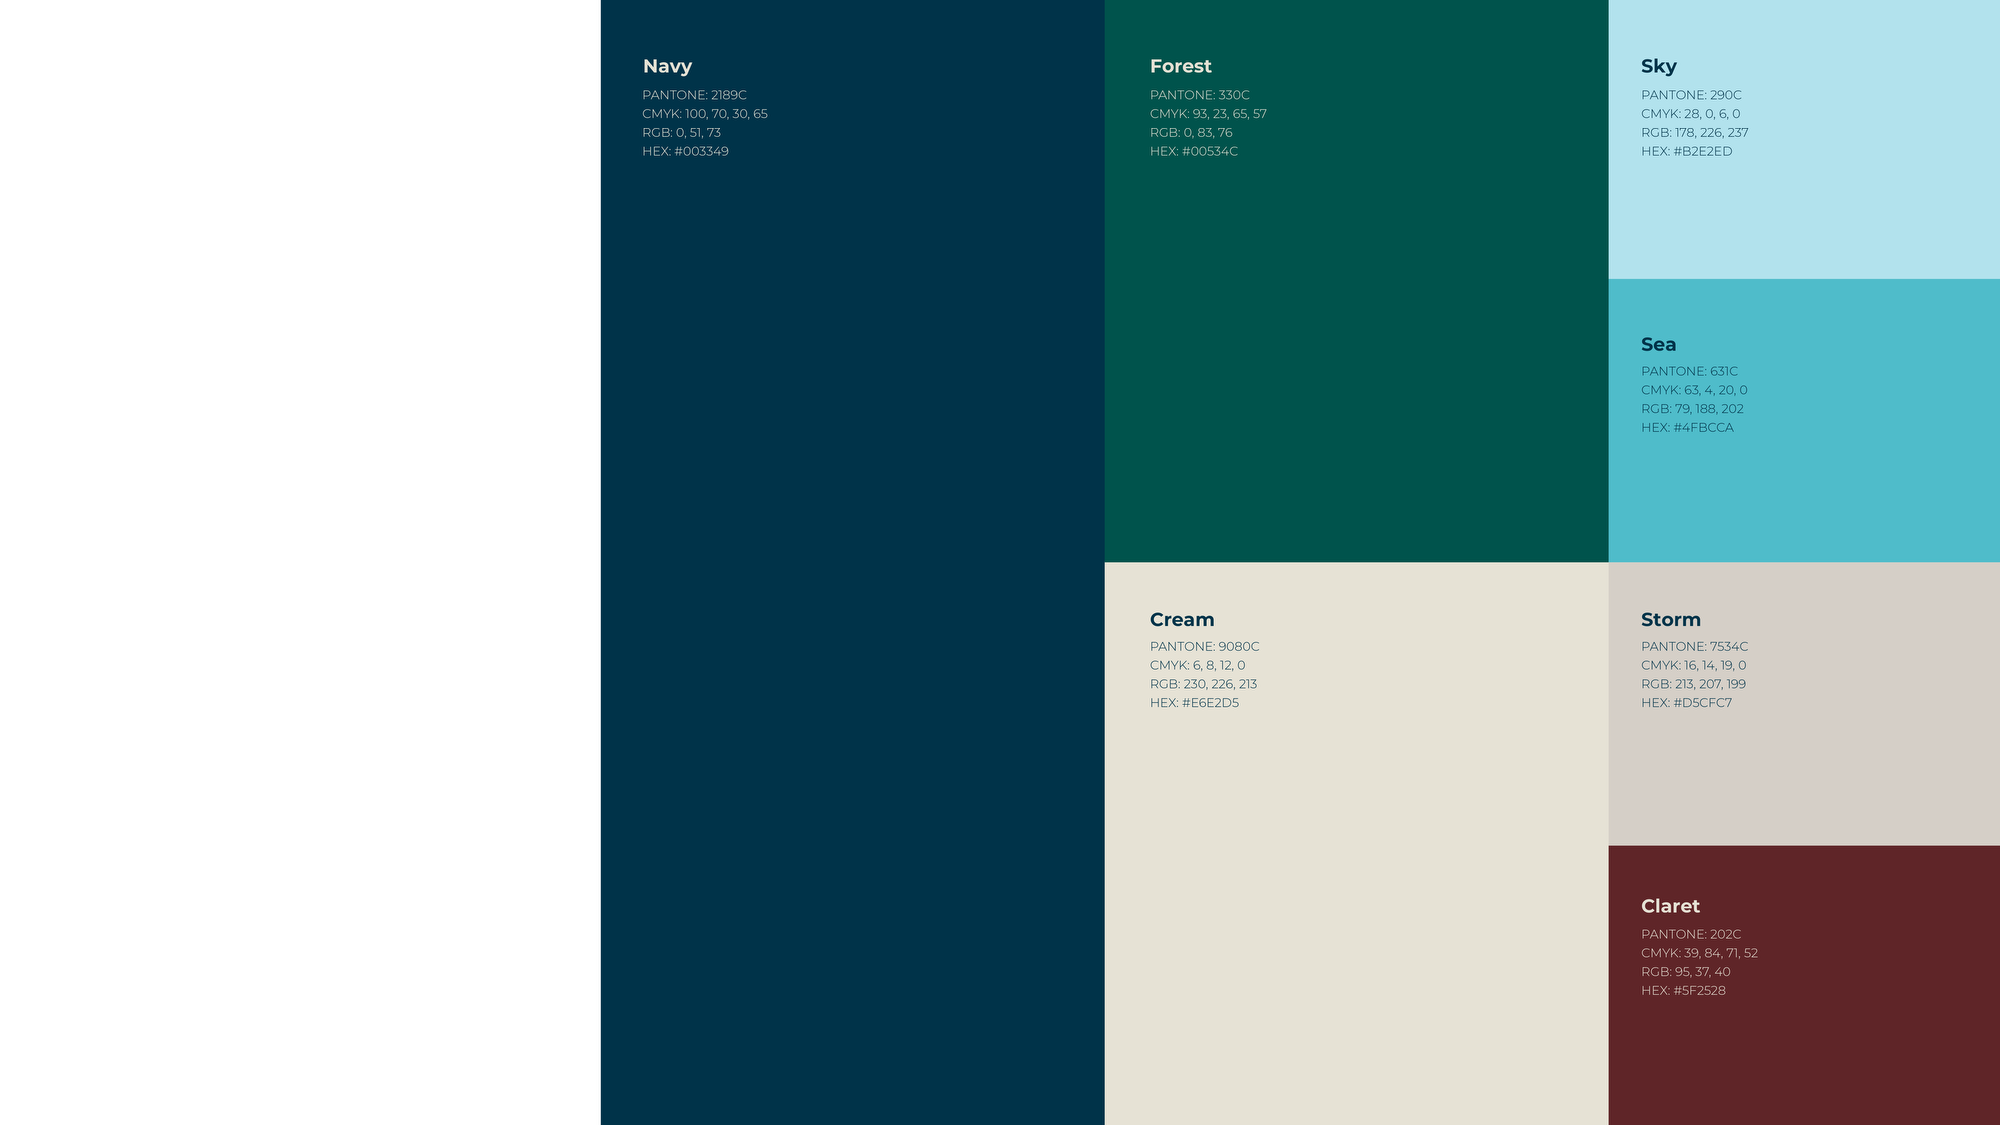 Navy
PANTONE: 2189C
CMYK: 100, 70, 30, 65
RGB: 0, 51, 73
HEX: #003349
Forest
PANTONE: 330C
CMYK: 93, 23, 65, 57
RGB: 0, 83, 76
HEX: #00534C
Sky
PANTONE: 290C
CMYK: 28, 0, 6, 0
RGB: 178, 226, 237
HEX: #B2E2ED
Sea
PANTONE: 631C
CMYK: 63, 4, 20, 0
RGB: 79, 188, 202
HEX: #4FBCCA
Cream
PANTONE: 9080C
CMYK: 6, 8, 12, 0
RGB: 230, 226, 213
HEX: #E6E2D5
Storm
PANTONE: 7534C
CMYK: 16, 14, 19, 0
RGB: 213, 207, 199
HEX: #D5CFC7
Claret
PANTONE: 202C
CMYK: 39, 84, 71, 52
RGB: 95, 37, 40
HEX: #5F2528